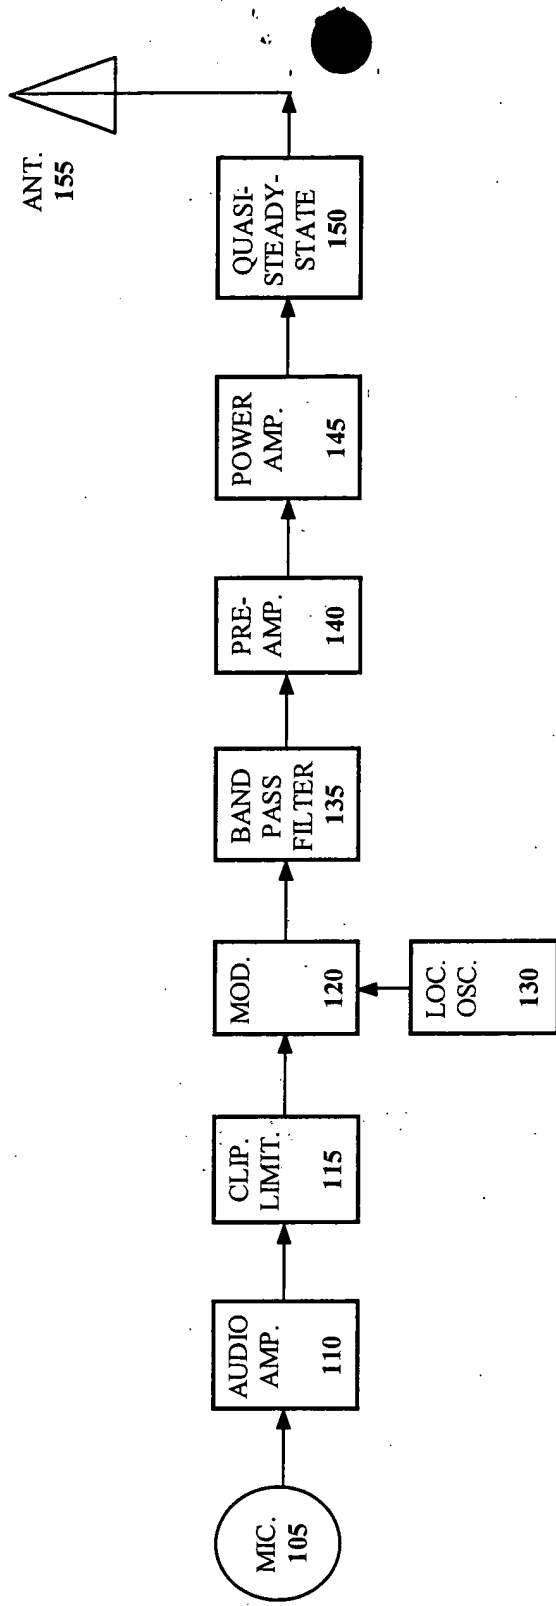 MIC.
105
AUDIO
AMP.
110
CLIP.
LIMIT.
115
MOD.
120
LOC.
OSC.
130
BAND
PASS
FILTER
135
PRE-
AMP.
140
POWER
AMP.
145
QUASI-
STEADY-
STATE
150
ANT.
155